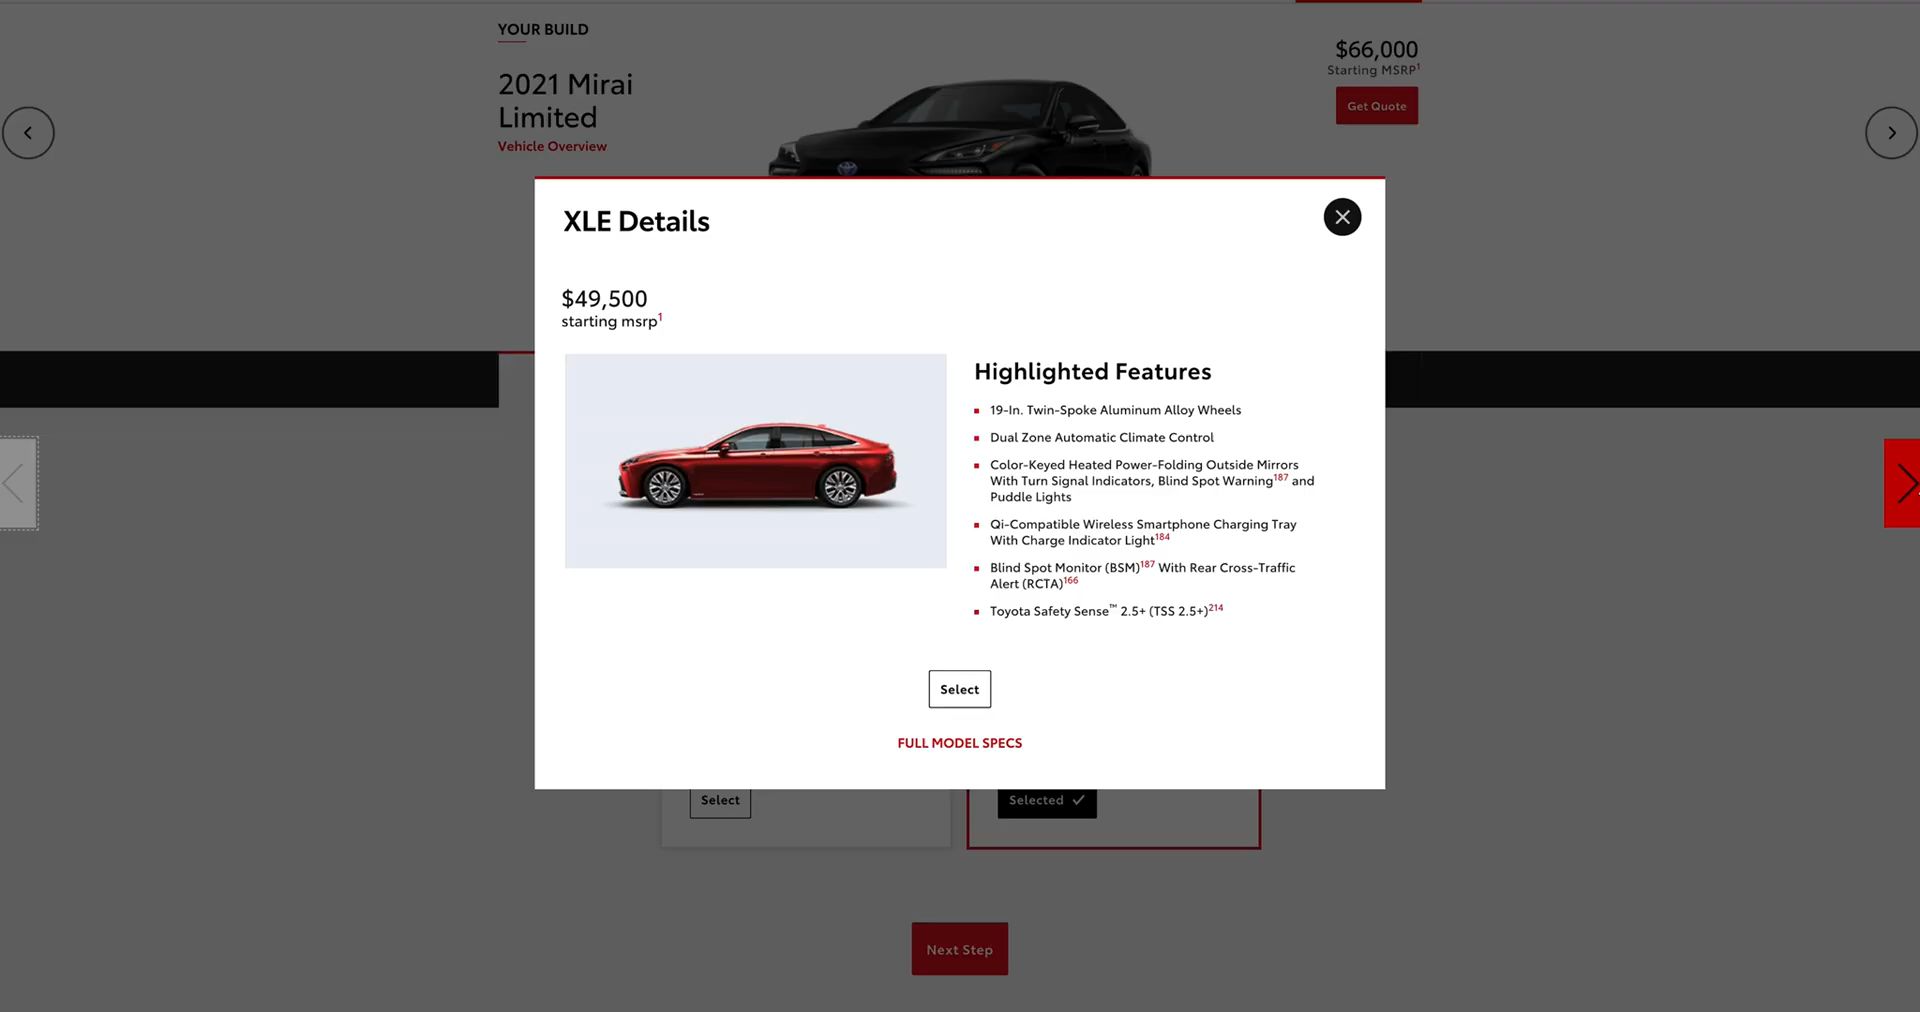 YOUR BUILD
2021 Mirai
Limited
Vehicle Overview
$66,000
Starting MSRP1
Get Quote
XLE Details
$49,500
starting msrp1
Highlighted Features
19-In. Twin-Spoke Aluminum Alloy Wheels
Dual Zone Automatic Climate Control
Color-Keyed Heated Power-Folding Outside Mirrors
With Turn Signal Indicators, Blind Spot Warning187 and
Puddle Lights
Qi-Compatible Wireless Smartphone Charging Tray
With Charge Indicator Light184
Blind Spot Monitor (BSM)187 With Rear Cross-Traffic
Alert (RCTA)166
Toyota Safety Sense™ 2.5+ (TSS 2.5+)214
Select
FULL MODEL SPECS
Select
Selected
Next Step